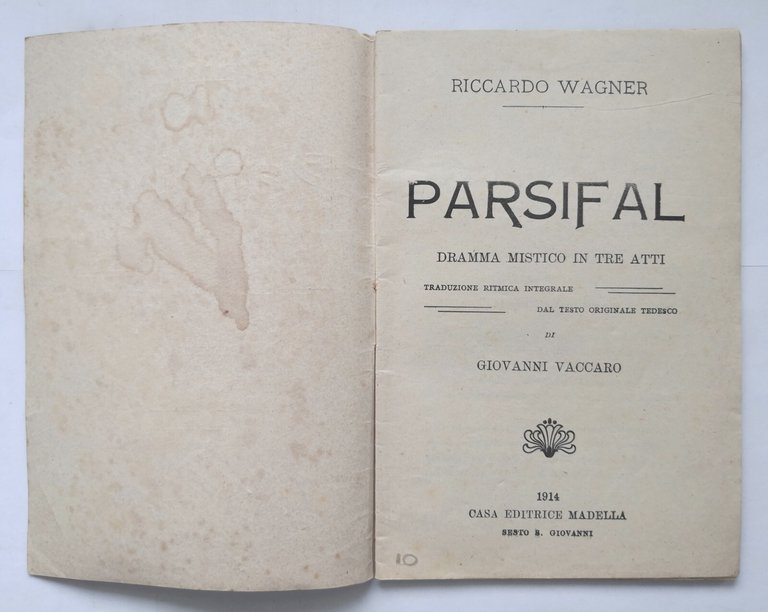 RICCARDO WAGNER
PARSIFAL
DRAMMA MISTICO IN TRE ATTI
TRADUZIONE RITMICA INTEGRALE
DAL TESTO ORIGINALE TEDESCO
DI
GIOVANNI VACCARO
1914
CASA EDITRICE MADELLA
SESTO S. GIOVANNI
10